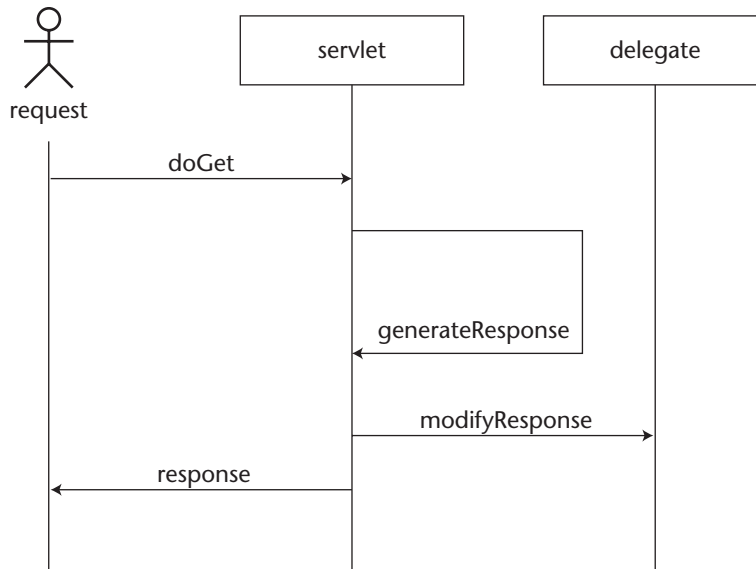 servlet
delegate
request
doGet
generateResponse
modifyResponse
response